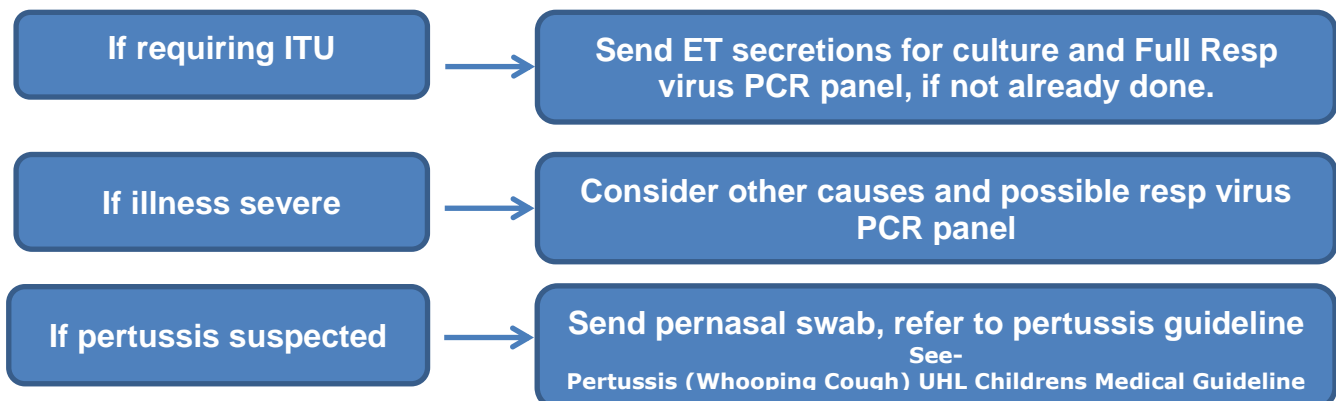 If requiring ITU
Send ET secretions for culture and Full Resp
virus PCR panel, if not already done.
If illness severe
Consider other causes and possible resp virus
PCR panel
If pertussis suspected
Send pernasal swab, refer to pertussis guideline
See-
Pertussis (Whooping Cough) UHL Childrens Medical Guideline